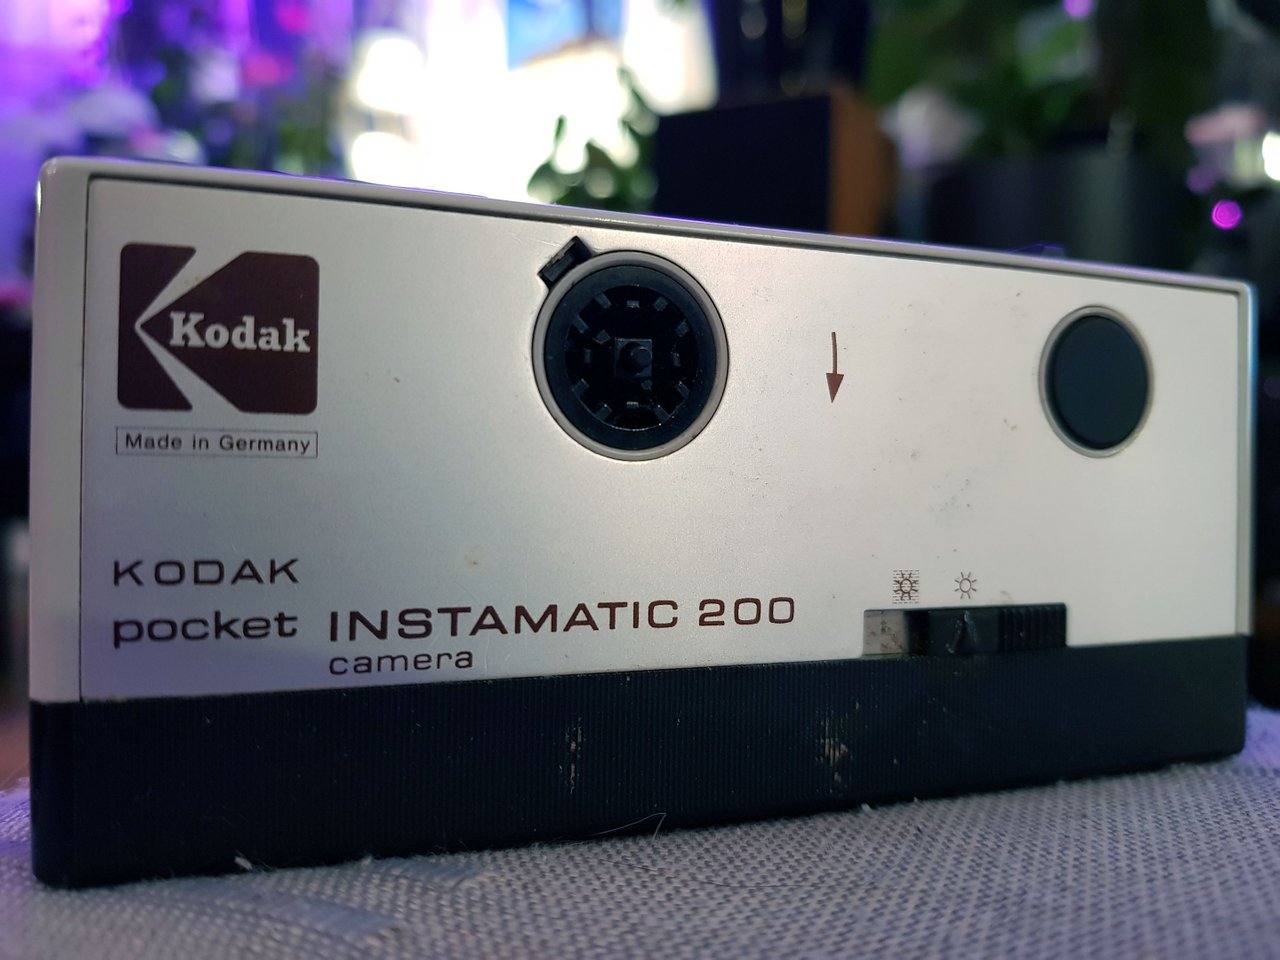 Kodak
Made in Germany
KODAK
pocket INSTAMATIC 200
camera